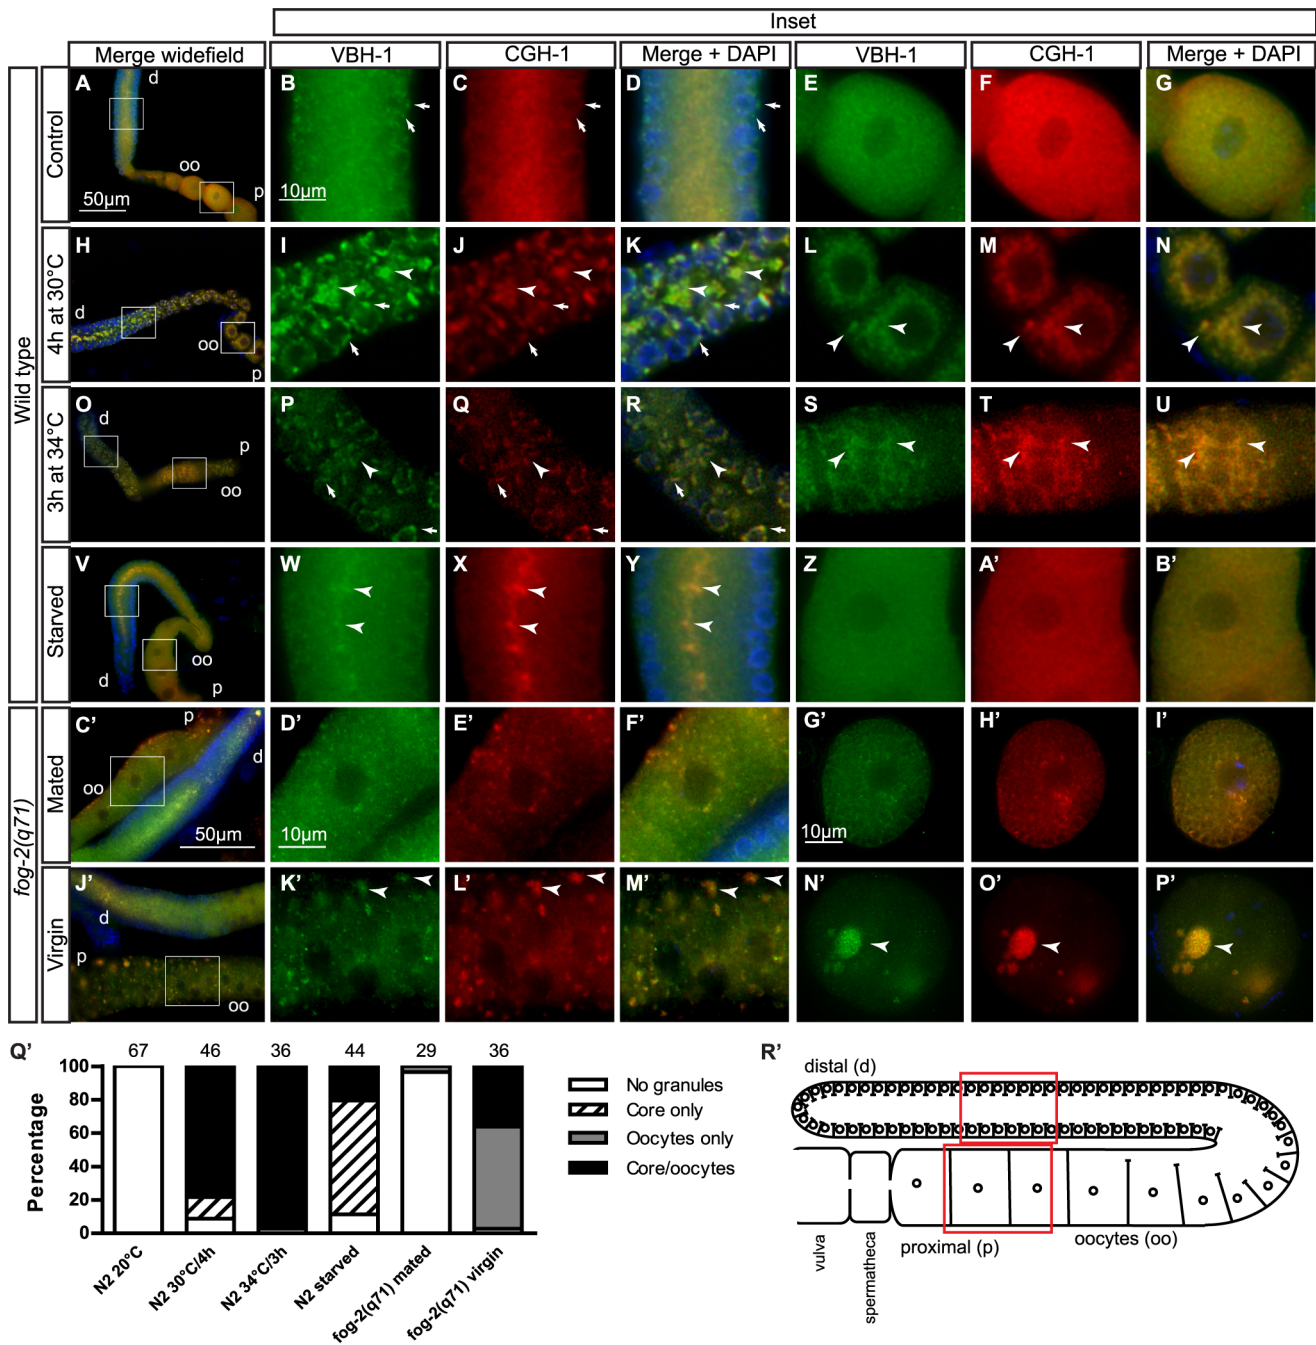 Inset
Merge widefield VBH-1 CGH-1 Merge + DAPI VBH-1 CGH-1 Merge + DAPI
Wild type
Control
A d oo p 50µm B 10µm C D E F G
4h at 30°C
H d oo p I J K L M N
3h at 34°C
O d p oo P Q R S T U
Starved
V d oo p W X Y Z A’ B’
fog-2(q71)
Mated
C’ p d oo 50µm D’ 10µm E’ F’ G’ 10µm H’ I’
Virgin
J’ d p oo K’ L’ M’ N’ O’ P’
Q’
67 46 36 44 29 36
Percentage
100
80
60
40
20
0
N2 20°C
N2 30°C/4h
N2 34°C/3h
N2 starved
fog-2(q71) mated
fog-2(q71) virgin
No granules
Core only
Oocytes only
Core/oocytes
R’
distal (d)
vulva
spermatheca
proximal (p)
oocytes (oo)